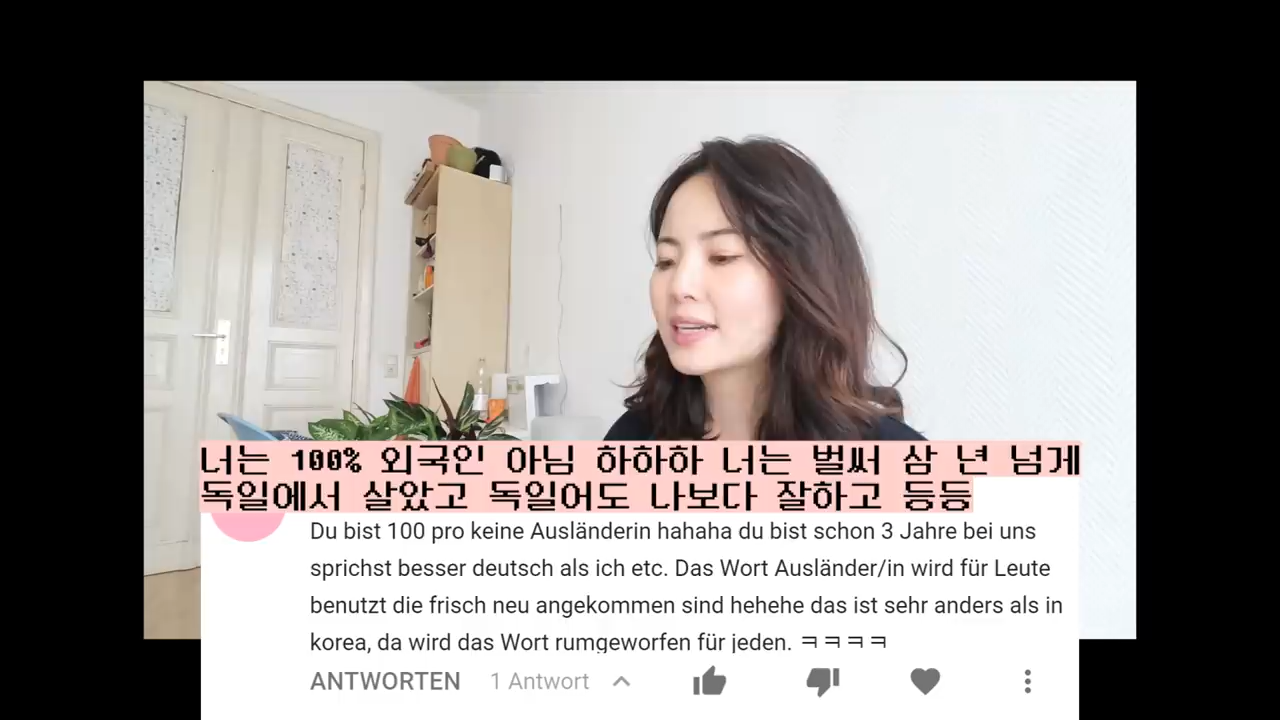 너는 100% 외국인 아님 하하하 너는 벌써 삼 년 넘게
독일에서 살았고 독일어도 나보다 잘하고 등등
Du bist 100 pro keine Ausländerin hahaha du bist schon 3 Jahre bei uns
sprichst besser deutsch als ich etc. Das Wort Ausländer/in wird für Leute
benutzt die frisch neu angekommen sind hehehe das ist sehr anders als in
korea, da wird das Wort rumgeworfen für jeden. ㅋㅋㅋㅋ
ANTWORTEN 1 Antwort